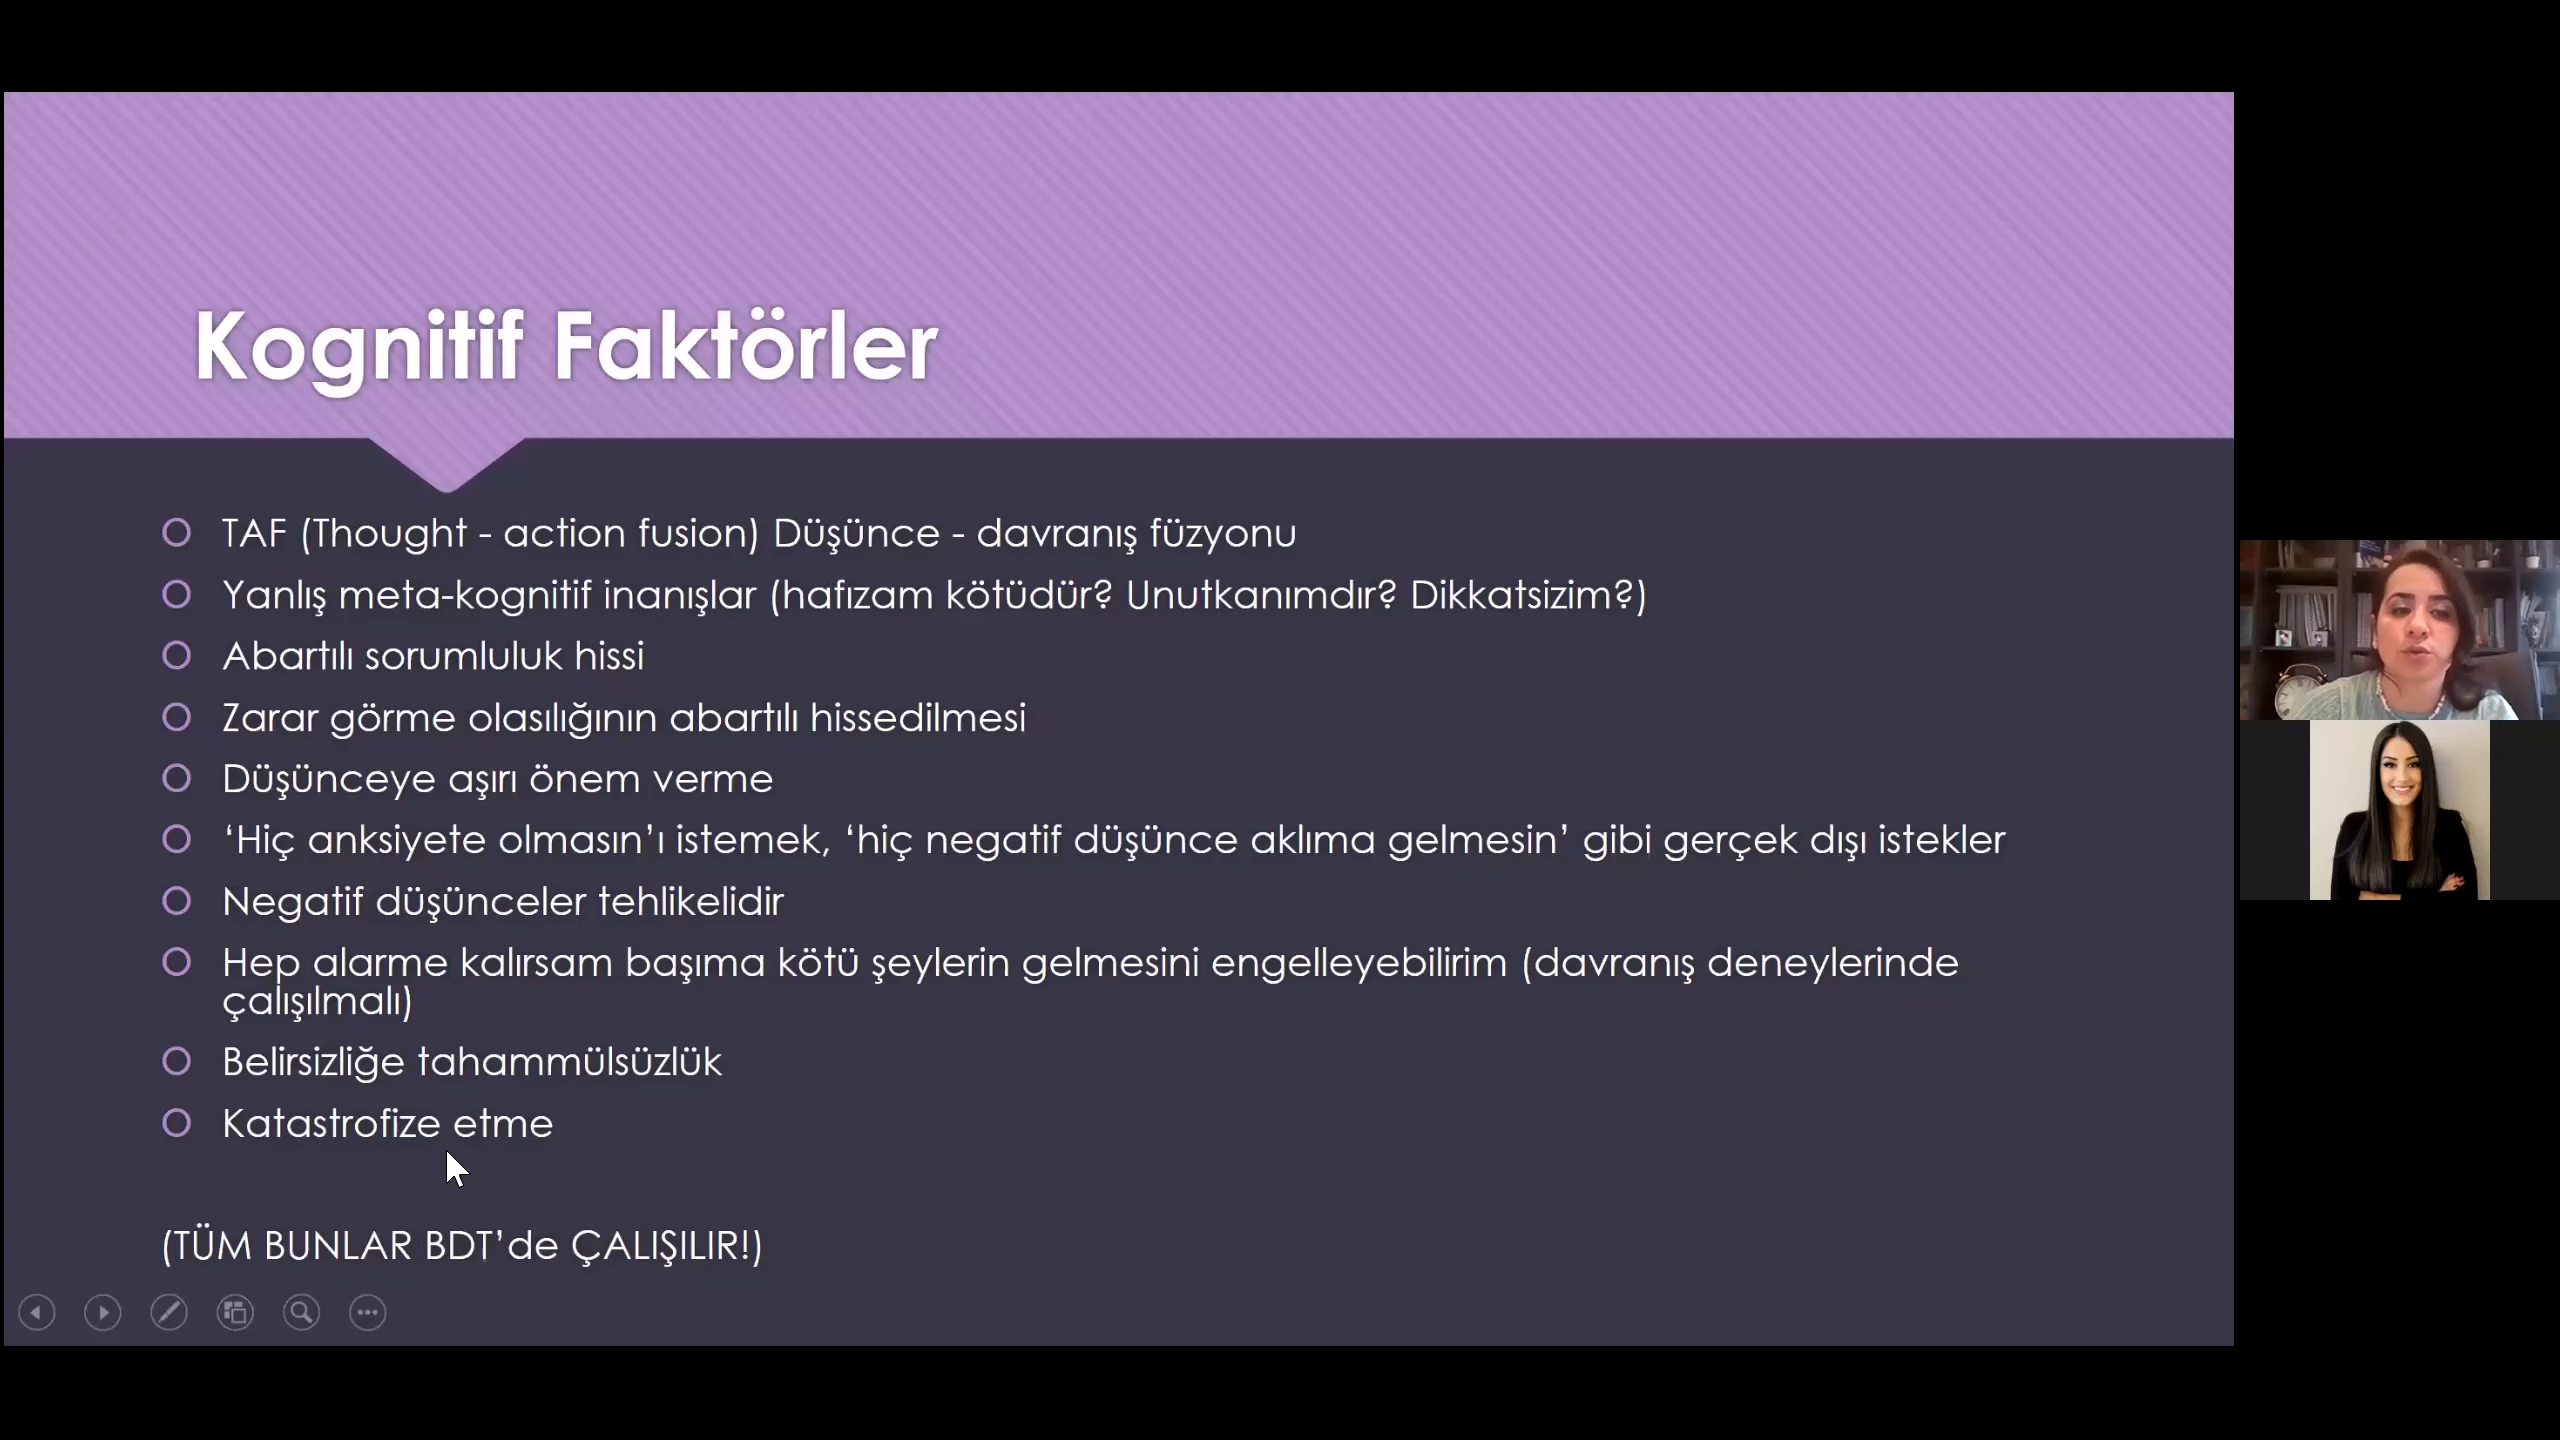 Kognitif Faktörler
TAF (Thought - action fusion) Düşünce - davranış füzyonu
Yanlış meta-kognitif inanışlar (hafızam kötüdür? Unutkanımdır? Dikkatsizim?)
Abartılı sorumluluk hissi
Zarar görme olasılığının abartılı hissedilmesi
Düşünceye aşırı önem verme
‘Hiç anksiyete olmasın’ı istemek, ‘hiç negatif düşünce aklıma gelmesin’ gibi gerçek dışı istekler
Negatif düşünceler tehlikelidir
Hep alarme kalırsam başıma kötü şeylerin gelmesini engelleyebilirim (davranış deneylerinde
çalışılmalı)
Belirsizliğe tahammülsüzlük
Katastrofize etme
(TÜM BUNLAR BDT’de ÇALIŞILIR!)